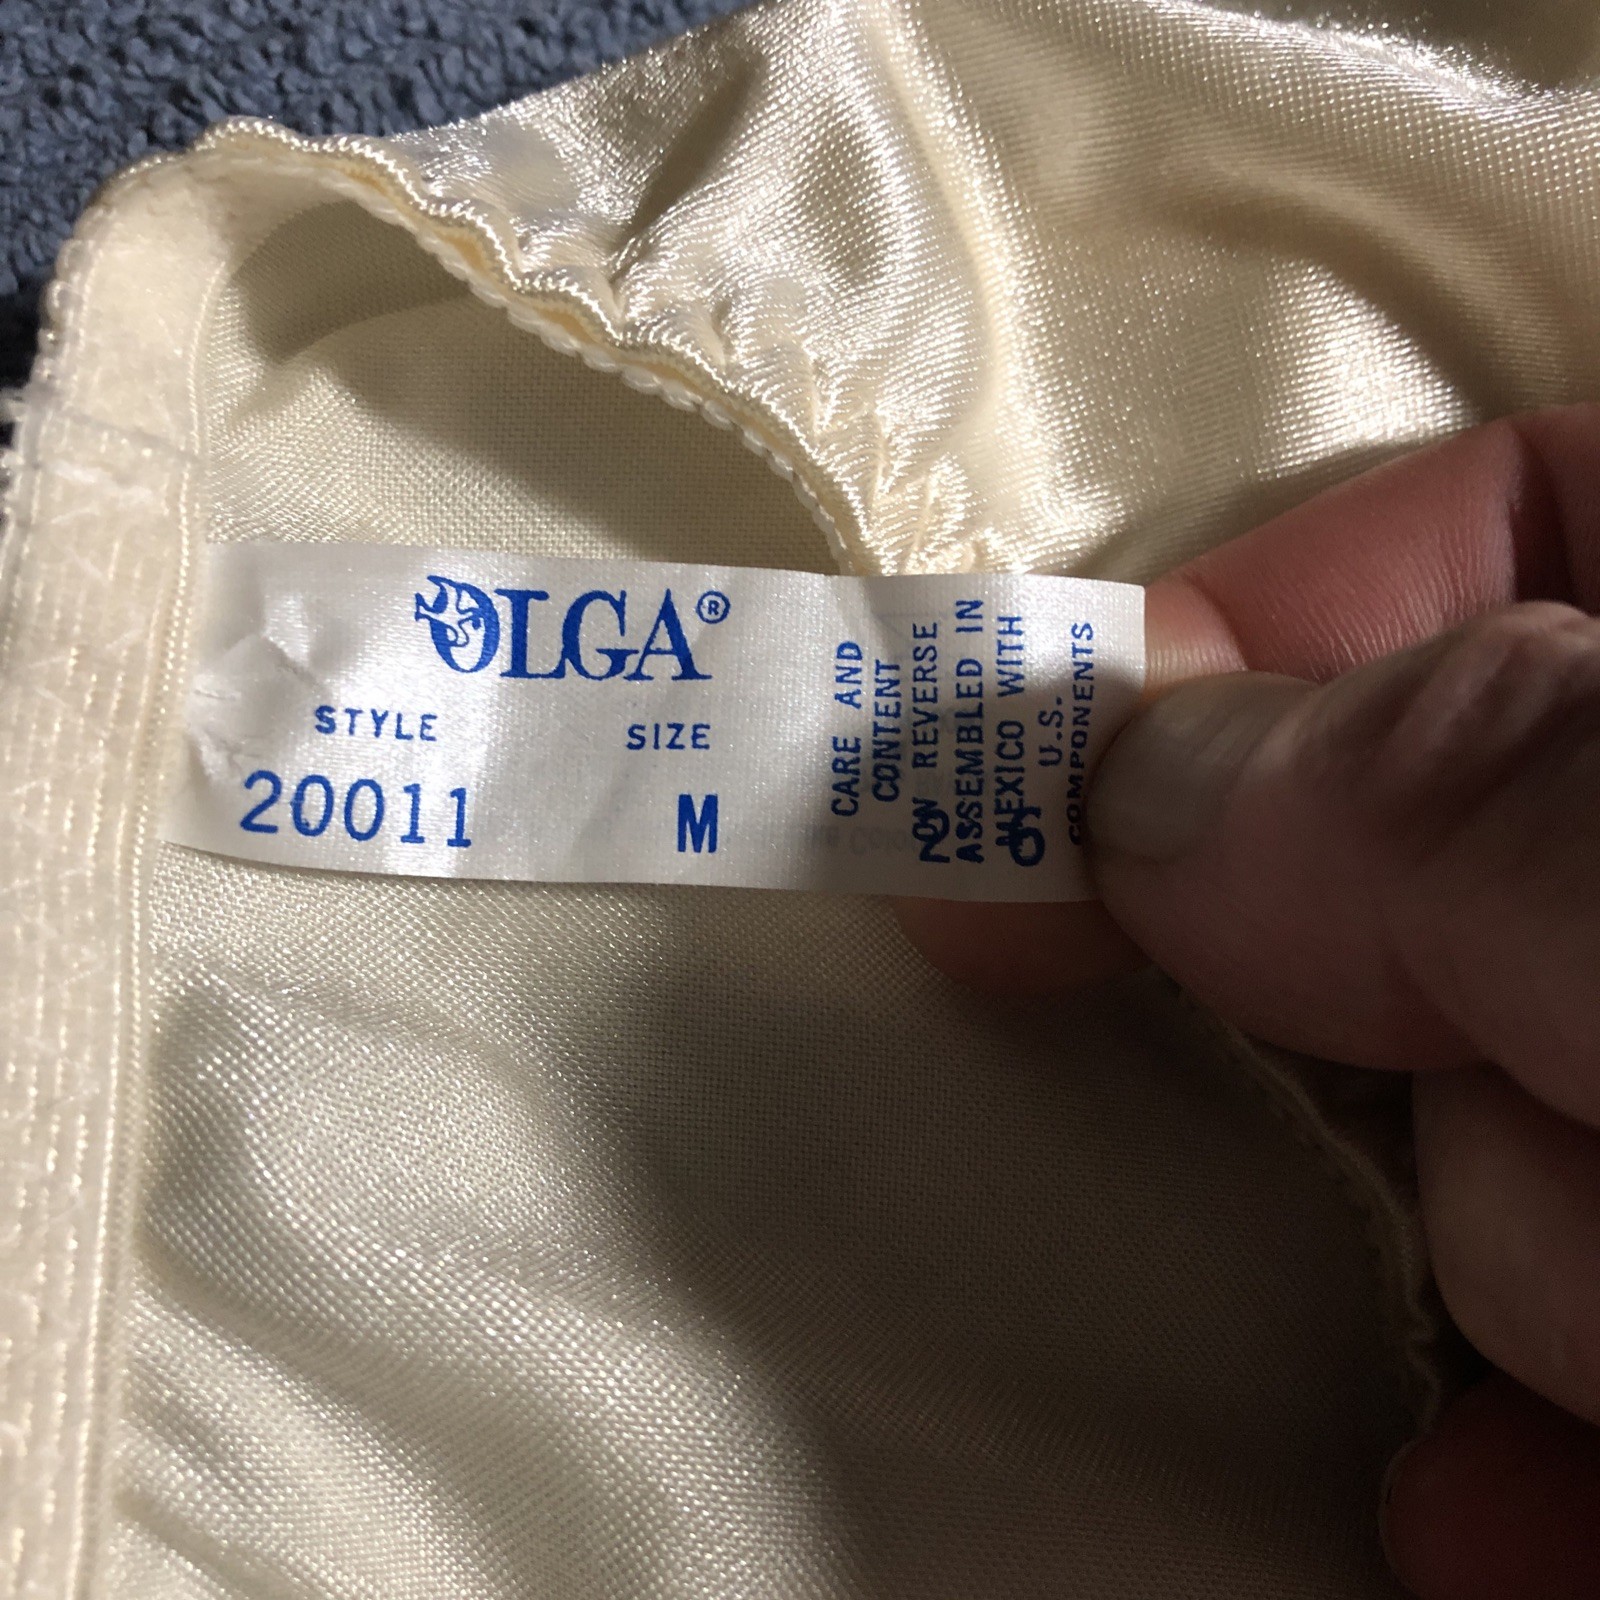 OLGA®
STYLE SIZE
20011 M
CARE AND
CONTENT
ON REVERSE
ASSEMBLED IN
MEXICO WITH
U.S.
COMPONENTS